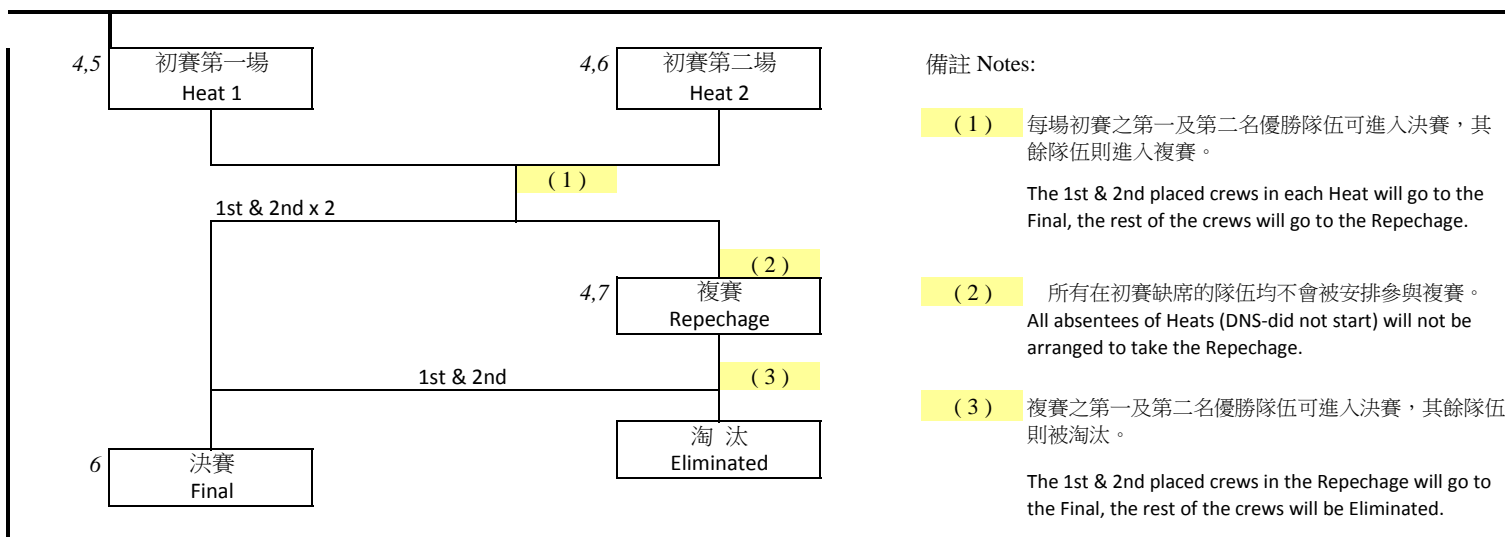 4,5
初賽第一場
Heat 1
4,6
初賽第二場
Heat 2
( 1 )
1st & 2nd x 2
( 2 )
4,7
複賽
Repechage
1st & 2nd
( 3 )
淘 汰
Eliminated
6
決賽
Final
備註 Notes:
( 1 ) 每場初賽之第一及第二名優勝隊伍可進入決賽，其
餘隊伍則進入複賽。
The 1st & 2nd placed crews in each Heat will go to the
Final, the rest of the crews will go to the Repechage.
( 2 ) 所有在初賽缺席的隊伍均不會被安排參與複賽。
All absentees of Heats (DNS-did not start) will not be
arranged to take the Repechage.
( 3 ) 複賽之第一及第二名優勝隊伍可進入決賽，其餘隊伍
則被淘汰。
The 1st & 2nd placed crews in the Repechage will go to
the Final, the rest of the crews will be Eliminated.